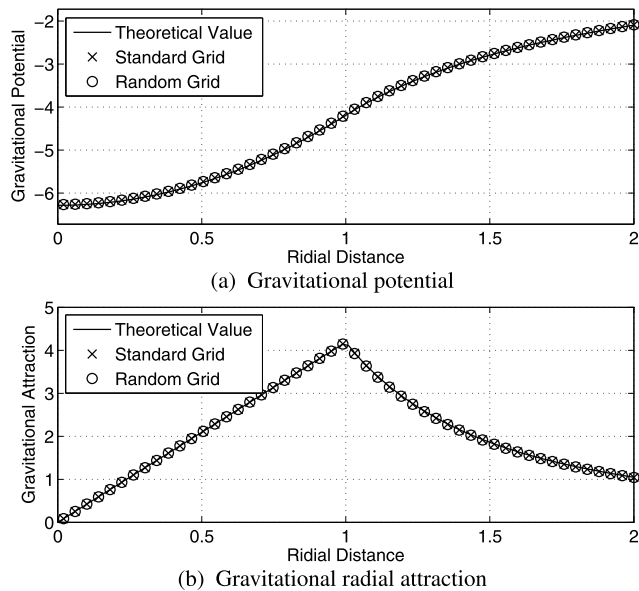 −2
−3
−4
−5
−6
Gravitational Potential
Theoretical Value
Standard Grid
Random Grid
0 0.5 1 1.5 2
Ridial Distance
(a) Gravitational potential
5
4
3
2
1
0
Gravitational Attraction
Theoretical Value
Standard Grid
Random Grid
0 0.5 1 1.5 2
Ridial Distance
(b) Gravitational radial attraction